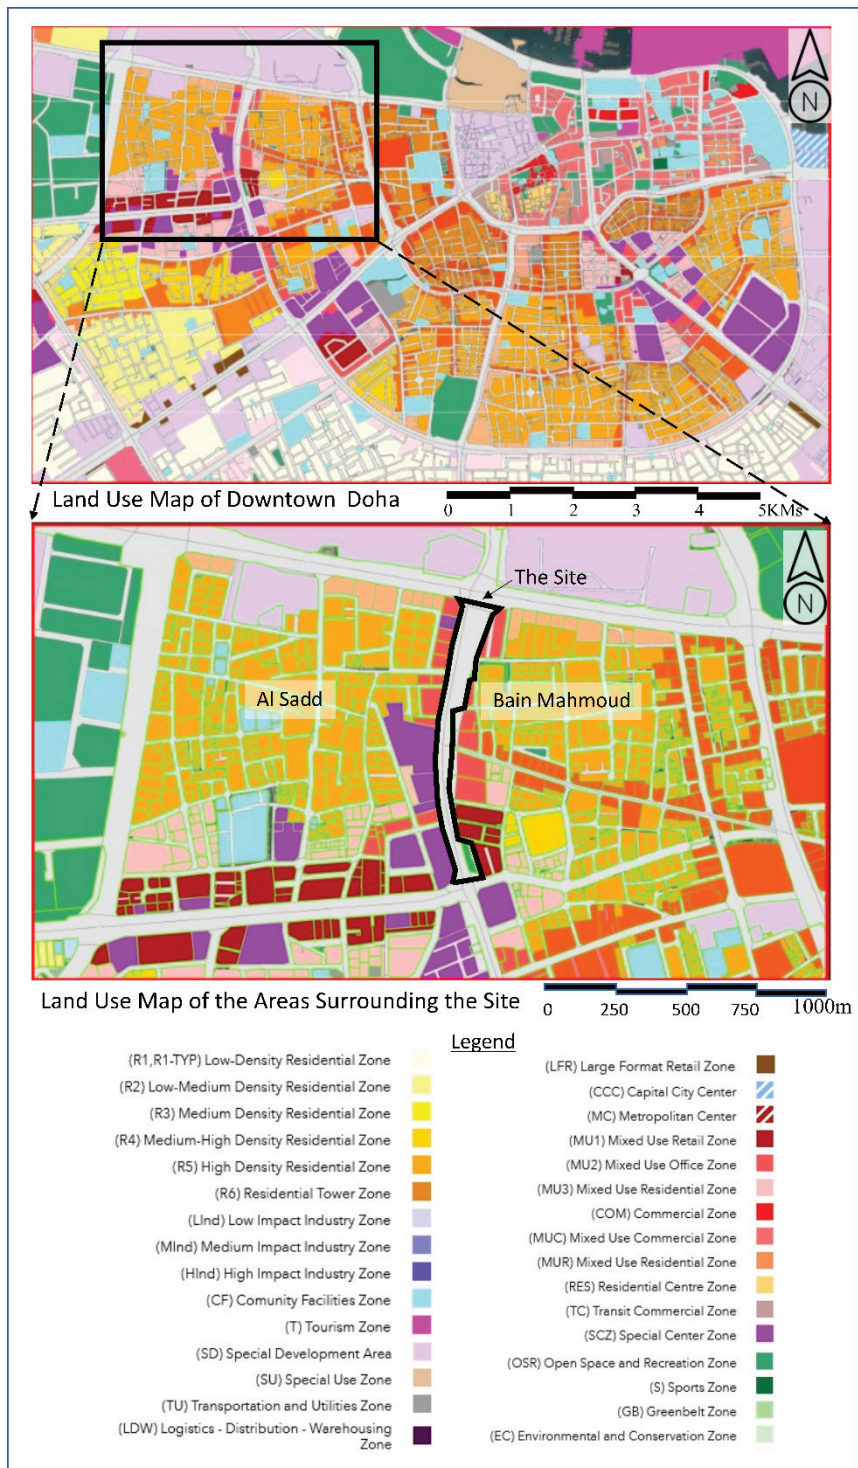 N
Land Use Map of Downtown Doha
0 1 2 3 4 5KMs
The Site
N
Al Sadd
Bain Mahmoud
Land Use Map of the Areas Surrounding the Site
0 250 500 750 1000m
Legend
(R1,R1-TYP) Low-Density Residential Zone
(R2) Low-Medium Density Residential Zone
(R3) Medium Density Residential Zone
(R4) Medium-High Density Residential Zone
(R5) High Density Residential Zone
(R6) Residential Tower Zone
(LInd) Low Impact Industry Zone
(MInd) Medium Impact Industry Zone
(HInd) High Impact Industry Zone
(CF) Comunity Facilities Zone
(T) Tourism Zone
(SD) Special Development Area
(SU) Special Use Zone
(TU) Transportation and Utilities Zone
(LDW) Logistics - Distribution - Warehousing
Zone
(LFR) Large Format Retail Zone
(CCC) Capital City Center
(MC) Metropolitan Center
(MU1) Mixed Use Retail Zone
(MU2) Mixed Use Office Zone
(MU3) Mixed Use Residential Zone
(COM) Commercial Zone
(MUC) Mixed Use Commercial Zone
(MUR) Mixed Use Residential Zone
(RES) Residential Centre Zone
(TC) Transit Commercial Zone
(SCZ) Special Center Zone
(OSR) Open Space and Recreation Zone
(S) Sports Zone
(GB) Greenbelt Zone
(EC) Environmental and Conservation Zone